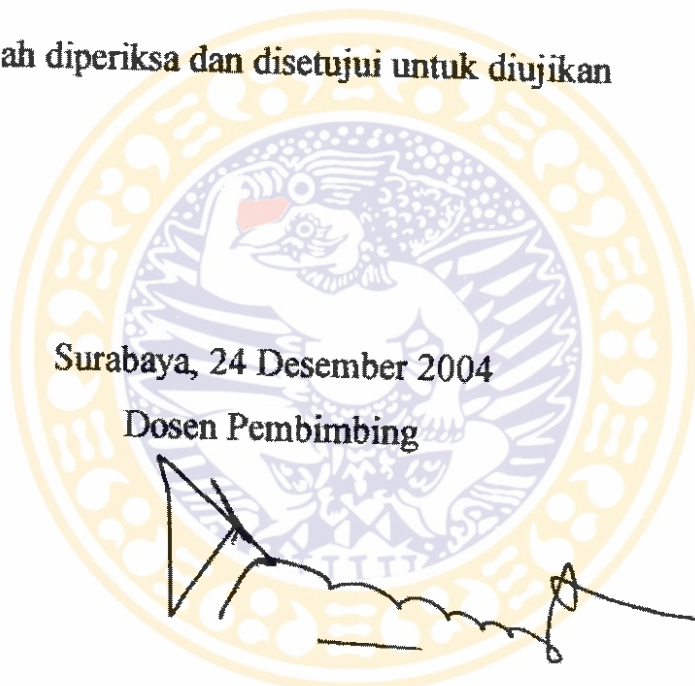 ah diperiksa dan disetujui untuk diujikan
Surabaya, 24 Desember 2004
Dosen Pembimbing